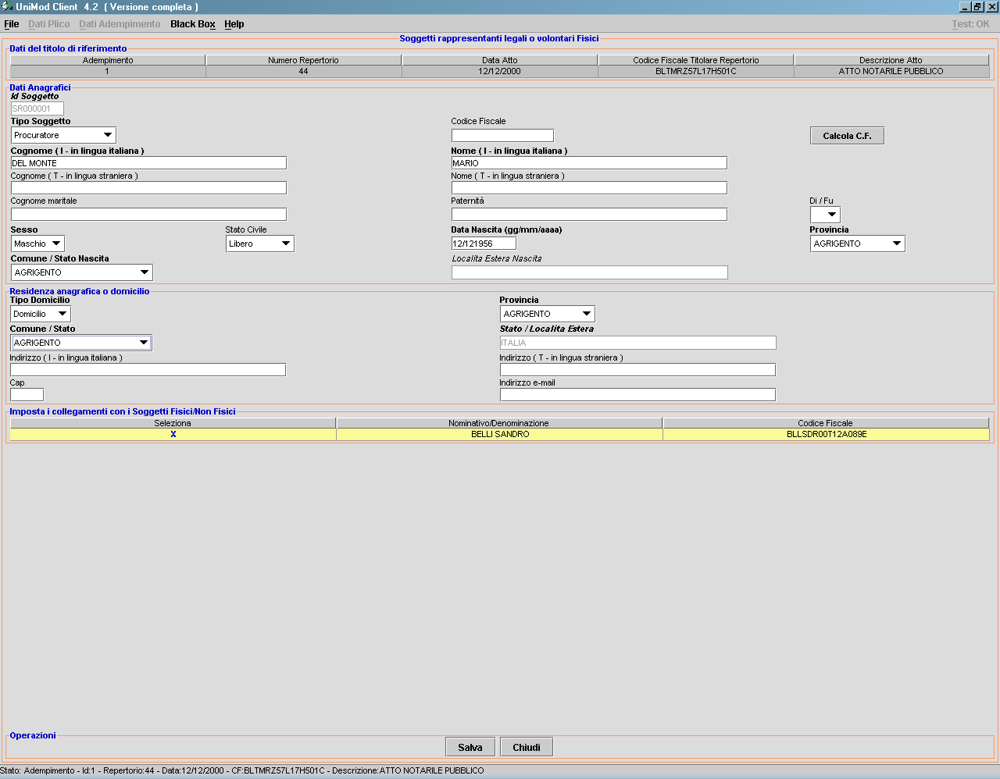 UniMod Client 4.2 ( Versione completa )
File Dati Plico Dati Adempimento Black Box Help Test: OK
Soggetti rappresentanti legali o volontari Fisici
Dati del titolo di riferimento
Adempimento Numero Repertorio Data Atto Codice Fiscale Titolare Repertorio Descrizione Atto
1 44 12/12/2000 BLTMRZ57L17H501C ATTO NOTARILE PUBBLICO
Dati Anagrafici
Id Soggetto
SR000001
Tipo Soggetto Codice Fiscale
Procuratore Calcola C.F.
Cognome ( I - in lingua italiana ) Nome ( I - in lingua italiana )
DEL MONTE MARIO
Cognome ( T - in lingua straniera ) Nome ( T - in lingua straniera )
Cognome maritale Paternità Di / Fu
Sesso Stato Civile Data Nascita (gg/mm/aaaa) Provincia
Maschio Libero 12/121956 AGRIGENTO
Comune / Stato Nascita Localita Estera Nascita
AGRIGENTO
Residenza anagrafica o domicilio
Tipo Domicilio Provincia
Domicilio AGRIGENTO
Comune / Stato Stato / Localita Estera
AGRIGENTO ITALIA
Indirizzo ( I - in lingua italiana ) Indirizzo ( T - in lingua straniera )
Cap Indirizzo e-mail
Imposta i collegamenti con i Soggetti Fisici/Non Fisici
Seleziona Nominativo/Denominazione Codice Fiscale
X BELLI SANDRO BLLSDR00T12A089E
Operazioni
Salva Chiudi
Stato: Adempimento - Id:1 - Repertorio:44 - Data:12/12/2000 - CF:BLTMRZ57L17H501C - Descrizione:ATTO NOTARILE PUBBLICO